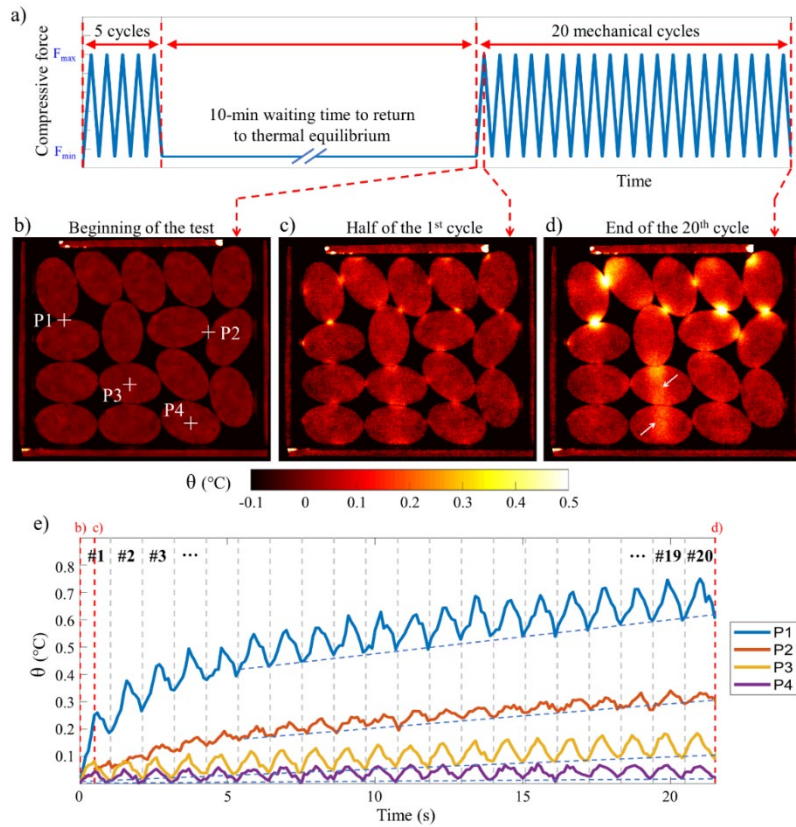 a)
5 cycles
20 mechanical cycles
Fmax
Compressive force
10-min waiting time to return
to thermal equilibrium
Fmin
Time
b) Beginning of the test
c) Half of the 1st cycle
d) End of the 20th cycle
P1
P2
P3
P4
θ (°C)
-0.1 0 0.1 0.2 0.3 0.4 0.5
e)
b) c) d)
#1 #2 #3 ... ... #19 #20
θ (°C)
0.8
0.7
0.6
0.5
0.4
0.3
0.2
0.1
0 5 10 15 20
Time (s)
P1
P2
P3
P4